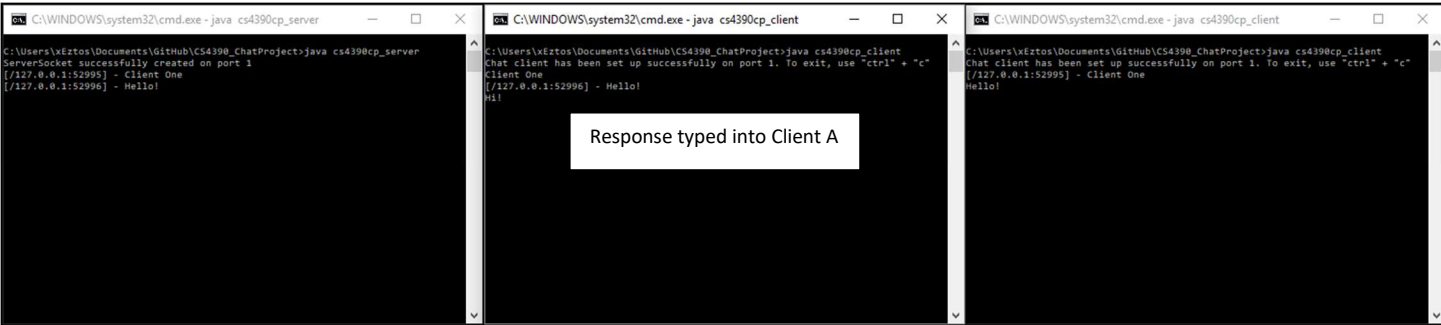 C:\WINDOWS\system32\cmd.exe - java cs4390cp_server
C:\Users\xEztos\Documents\GitHub\CS4390_ChatProject>java cs4390cp_server
ServerSocket successfully created on port 1
[/127.0.0.1:52995] - Client One
[/127.0.0.1:52996] - Hello!
C:\WINDOWS\system32\cmd.exe - java cs4390cp_client
C:\Users\xEztos\Documents\GitHub\CS4390_ChatProject>java cs4390cp_client
Chat client has been set up successfully on port 1. To exit, use "ctrl" + "c"
Client One
[/127.0.0.1:52996] - Hello!
Hi!
Response typed into Client A
C:\WINDOWS\system32\cmd.exe - java cs4390cp_client
C:\Users\xEztos\Documents\GitHub\CS4390_ChatProject>java cs4390cp_client
Chat client has been set up successfully on port 1. To exit, use "ctrl" + "c"
[/127.0.0.1:52995] - Client One
Hello!